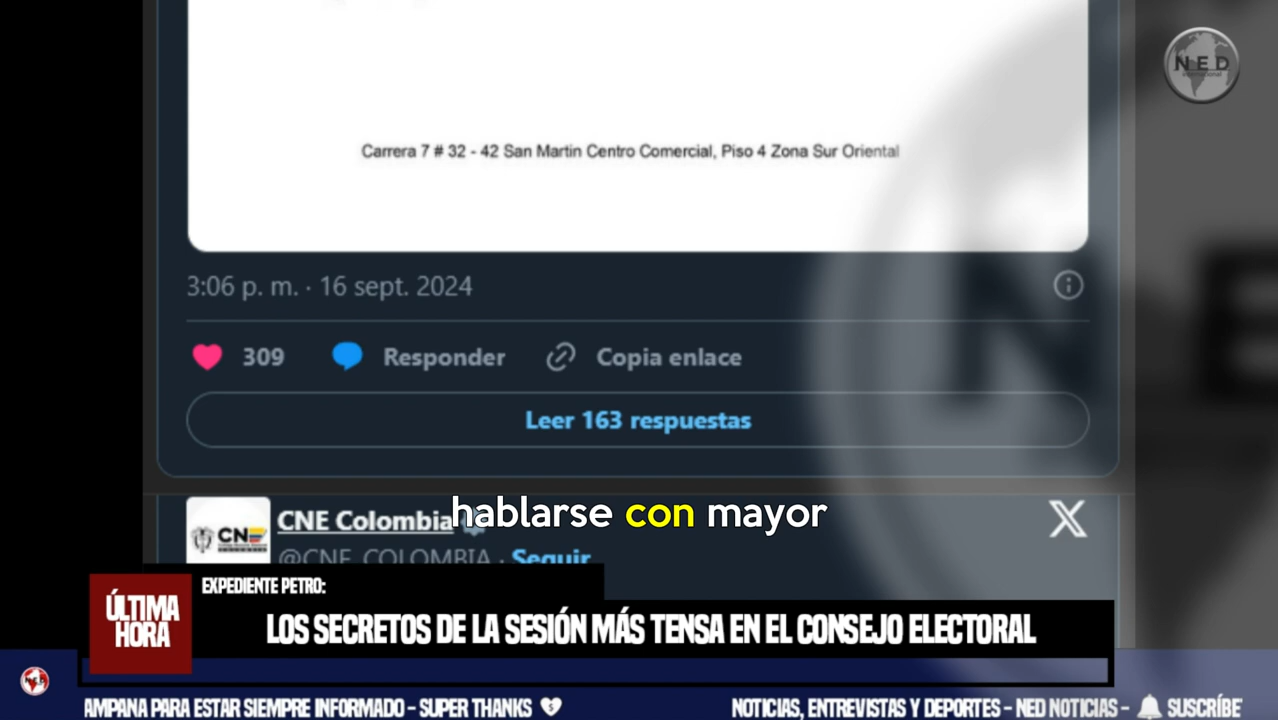 NED
Carrera 7 # 32 - 42 San Martin Centro Comercial, Piso 4 Zona Sur Oriental
3:06 p. m. · 16 sept. 2024
309 Responder Copia enlace
Leer 163 respuestas
CNE
CNE Colombia
@CNE_COLOMBIA · Seguir
hablarse con mayor
EXPEDIENTE PETRO:
ÚLTIMA
HORA
LOS SECRETOS DE LA SESIÓN MÁS TENSA EN EL CONSEJO ELECTORAL
AMPANA PARA ESTAR SIEMPRE INFORMADO - SUPER THANKS
NOTICIAS, ENTREVISTAS Y DEPORTES - NED NOTICIAS - SUSCRÍBE